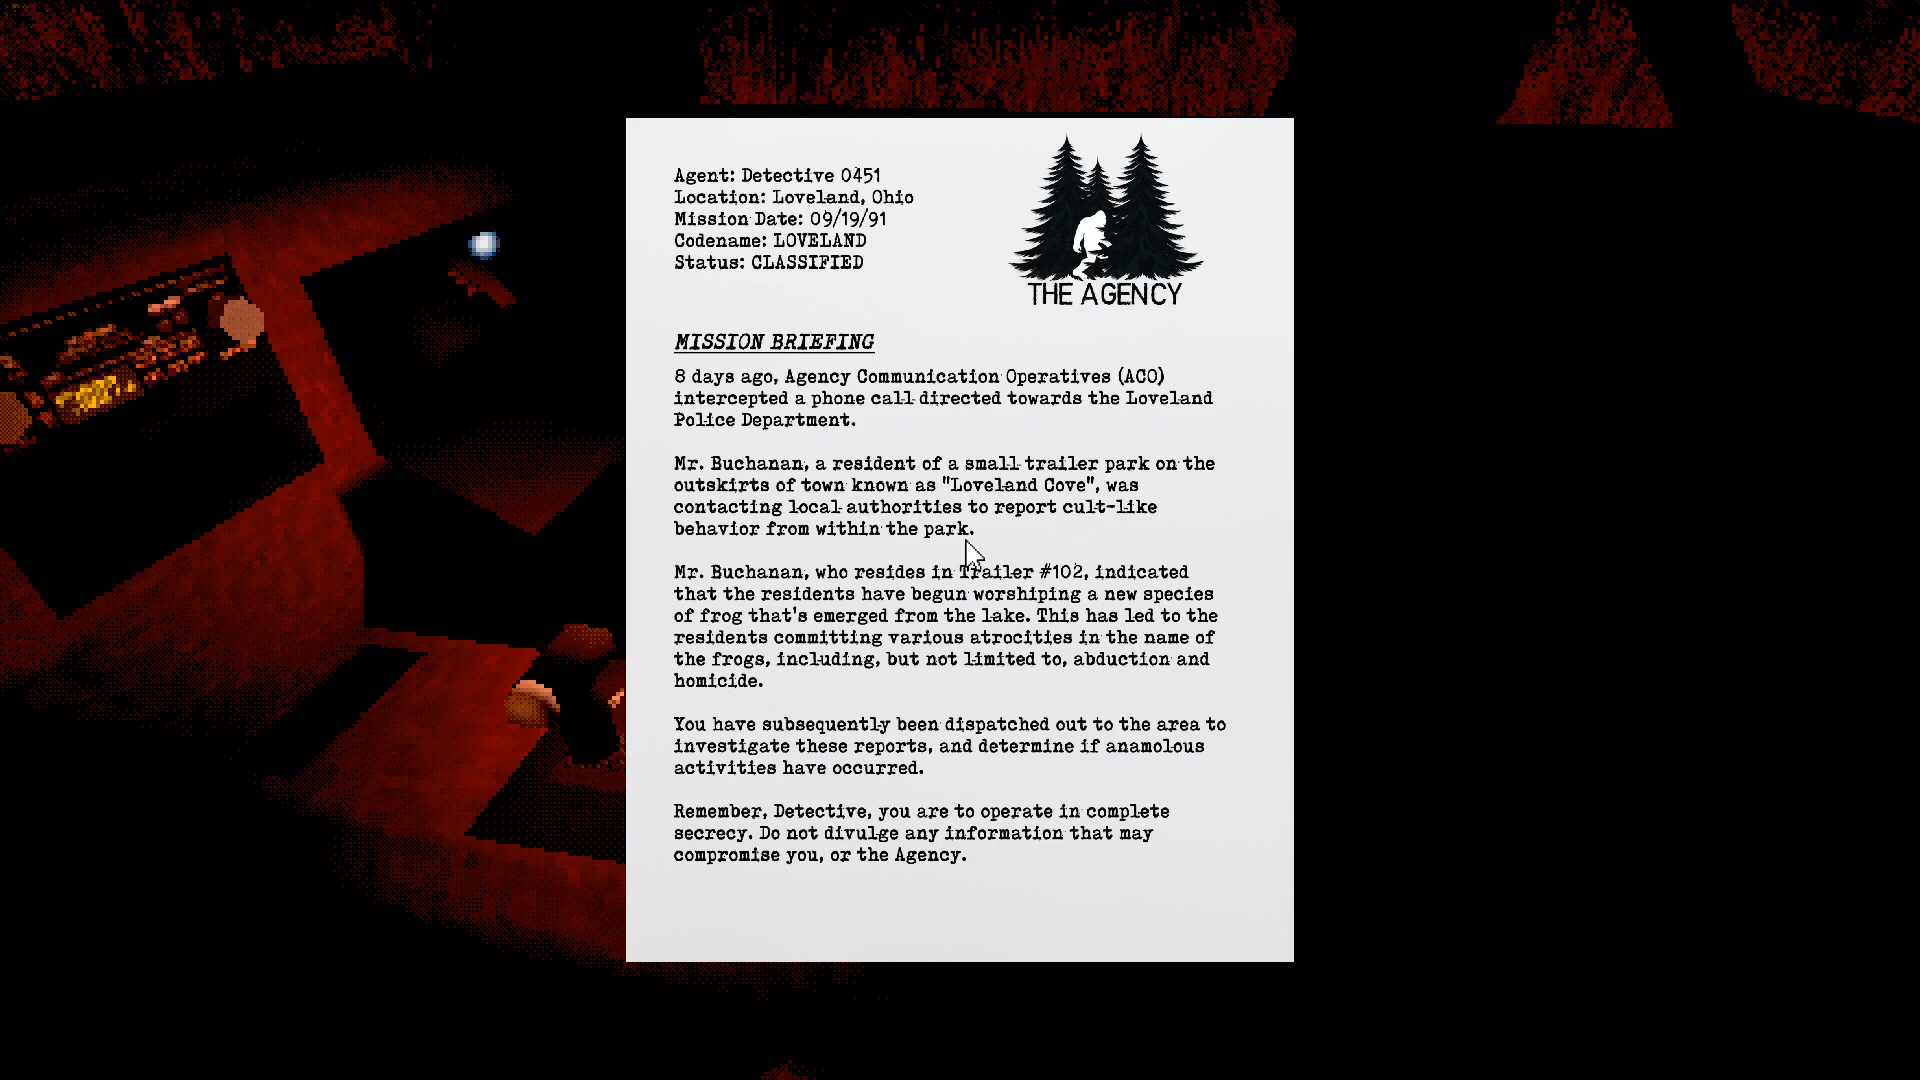 Agent: Detective 0451
Location: Loveland, Ohio
Mission Date: 09/19/91
Codename: LOVELAND
Status: CLASSIFIED
THE AGENCY
MISSION BRIEFING
8 days ago, Agency Communication Operatives (ACO)
intercepted a phone call directed towards the Loveland
Police Department.
Mr. Buchanan, a resident of a small trailer park on the
outskirts of town known as "Loveland Cove", was
contacting local authorities to report cult-like
behavior from within the park.
Mr. Buchanan, who resides in Trailer #102, indicated
that the residents have begun worshiping a new species
of frog that's emerged from the lake. This has led to the
residents committing various atrocities in the name of
the frogs, including, but not limited to, abduction and
homicide.
You have subsequently been dispatched out to the area to
investigate these reports, and determine if anamolous
activities have occurred.
Remember, Detective, you are to operate in complete
secrecy. Do not divulge any information that may
compromise you, or the Agency.